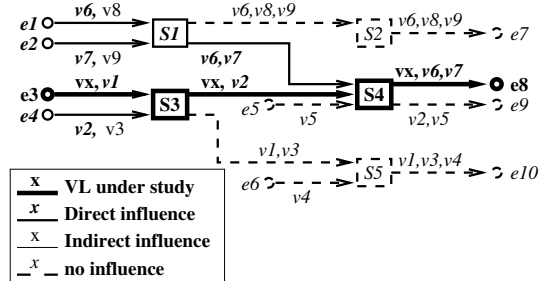 v6, v8
v6,v8,v9
v6,v8,v9
e1
S1
S2
e7
e2
v7, v9
v6,v7
vx, v1
vx, v2
vx, v6,v7
e3
S3
S4
e8
e4
e5
e9
v2, v3
v5
v2,v5
v1,v3
v1,v3,v4
e6
S5
e10
v4
x VL under study
x Direct influence
x Indirect influence
x no influence